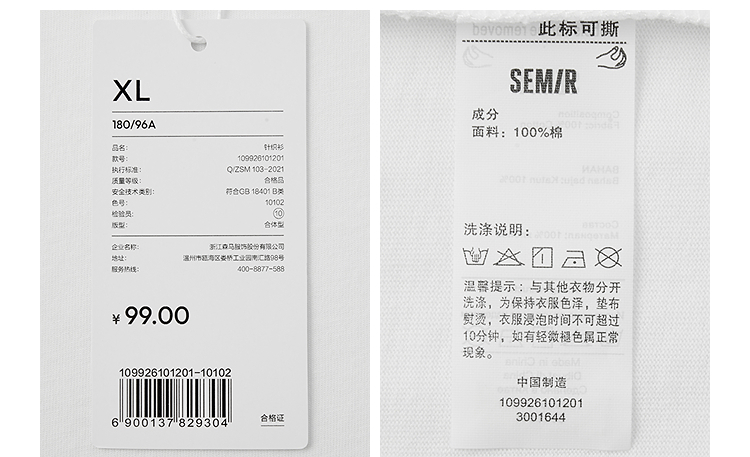 XL
180/96A
品名: 针织衫
款号: 109926101201
执行标准: Q/ZSM 103-2021
质量等级: 合格品
安全技术类别: 符合GB 18401 B类
色号: 10102
检验员: 10
版型: 合体型
企业名称: 浙江森马服饰股份有限公司
地址: 温州市瓯海区娄桥工业园南汇路98号
服务热线: 400-8877-588
¥ 99.00
109926101201-10102
6 900137 829304
合格证
此标可撕
SEMIR
成分
面料: 100%棉
洗涤说明:
温馨提示: 与其他衣物分开
洗涤, 为保持衣服色泽, 垫布
熨烫, 衣服浸泡时间不可超过
10分钟, 如有轻微褪色属正常
现象。
中国制造
109926101201
3001644